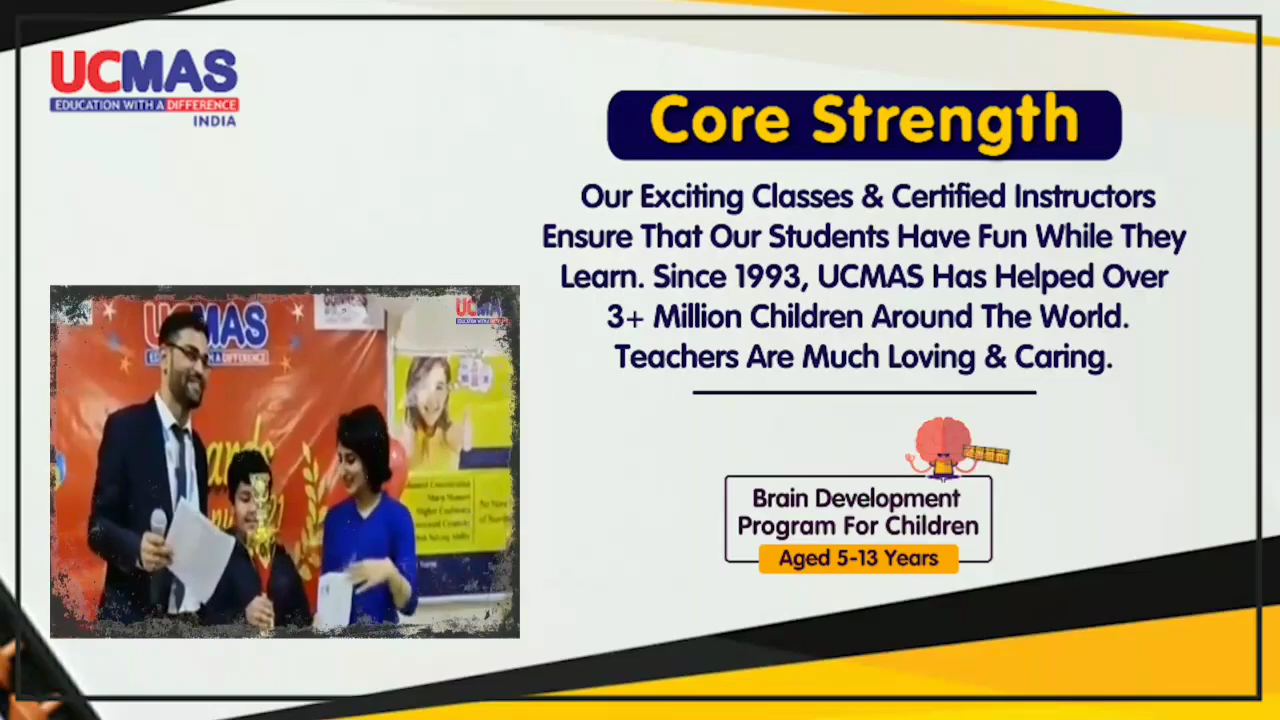 UCMAS
EDUCATION WITH A DIFFERENCE
INDIA
Core Strength
Our Exciting Classes & Certified Instructors
Ensure That Our Students Have Fun While They
Learn. Since 1993, UCMAS Has Helped Over
3+ Million Children Around The World.
Teachers Are Much Loving & Caring.
UCMAS
Brain Development
Program For Children
Aged 5-13 Years